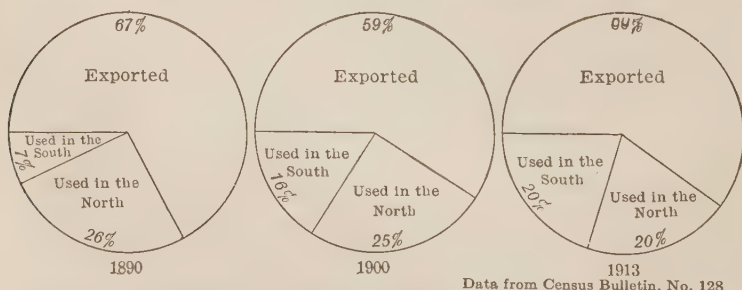 67%
Exported
Used in the
South
7%
Used in the
North
26%
1890
59%
Exported
Used in the
South
16%
Used in the
North
25%
1900
Exported
Used in the
South
20%
Used in the
North
20%
1913
Data from Census Bulletin, No. 128